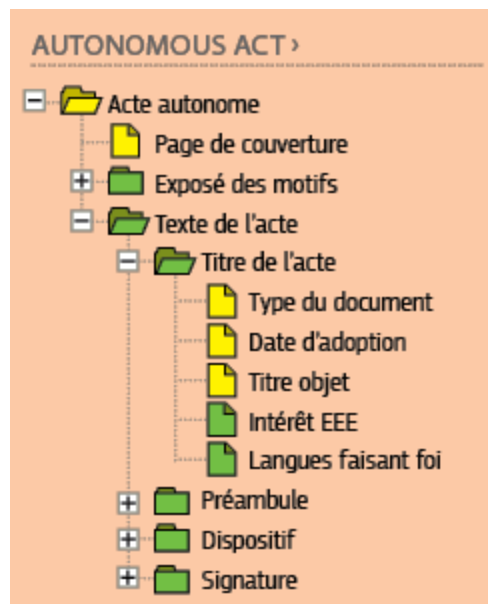 AUTONOMOUS ACT ›
Acte autonome
Page de couverture
Exposé des motifs
Texte de l'acte
Titre de l'acte
Type du document
Date d'adoption
Titre objet
Intérêt EEE
Langues faisant foi
Préambule
Dispositif
Signature